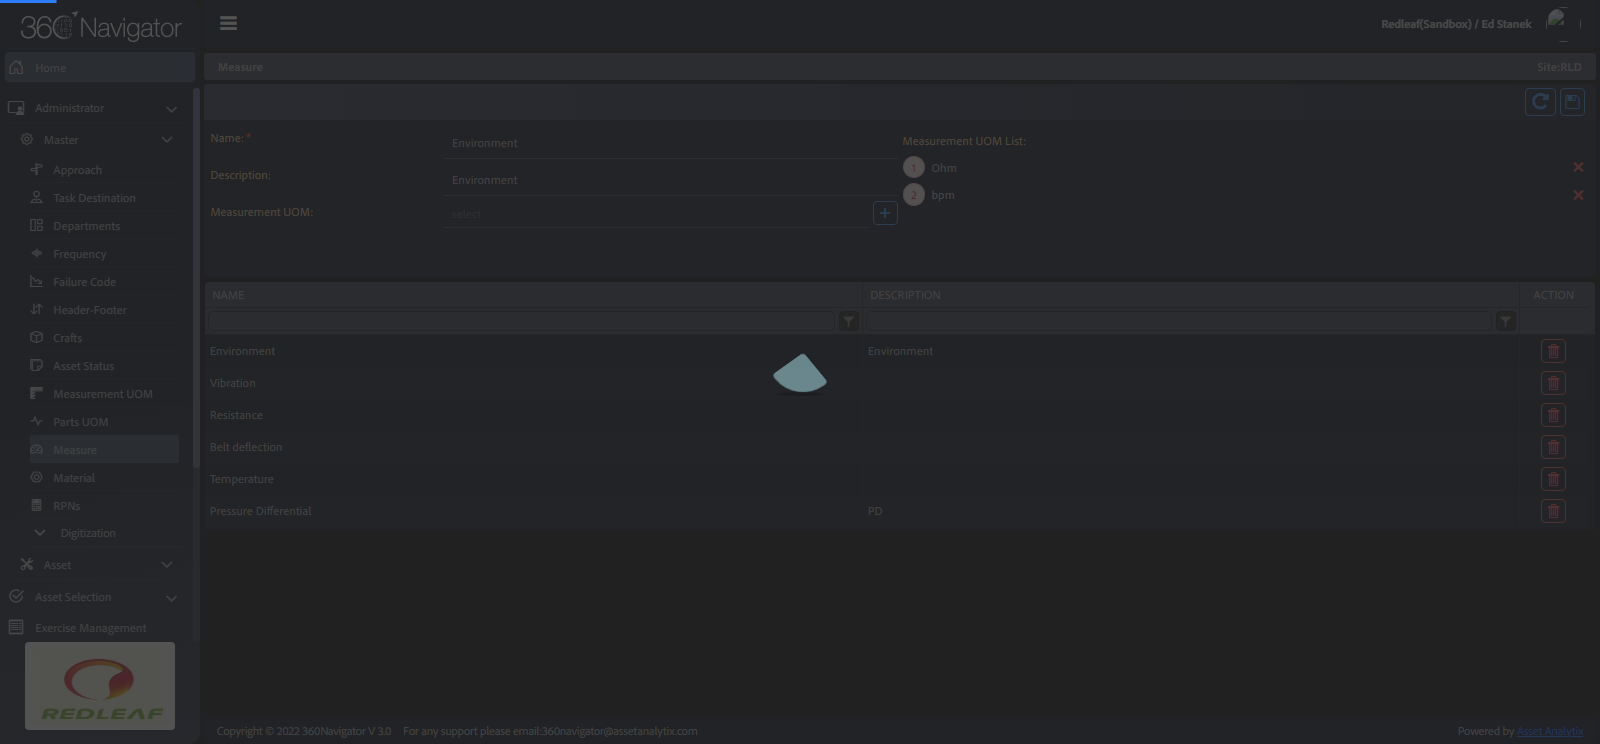 360 Navigator
Redleaf(Sandbox) / Ed Stanek
Home
Measure
Site:RLD
Administrator
Master
Approach
Task Destination
Departments
Frequency
Failure Code
Header-Footer
Crafts
Asset Status
Measurement UOM
Parts UOM
Measure
Material
RPNs
Digitization
Asset
Asset Selection
Exercise Management
REDLEAF
Name: *
Environment
Description:
Environment
Measurement UOM:
select
Measurement UOM List:
1 Ohm
2 bpm
NAME DESCRIPTION ACTION
Environment Environment
Vibration
Resistance
Belt deflection
Temperature
Pressure Differential PD
Copyright © 2022 360Navigator V 3.0 For any support please email:360navigator@assetanalytix.com
Powered by Asset Analytix